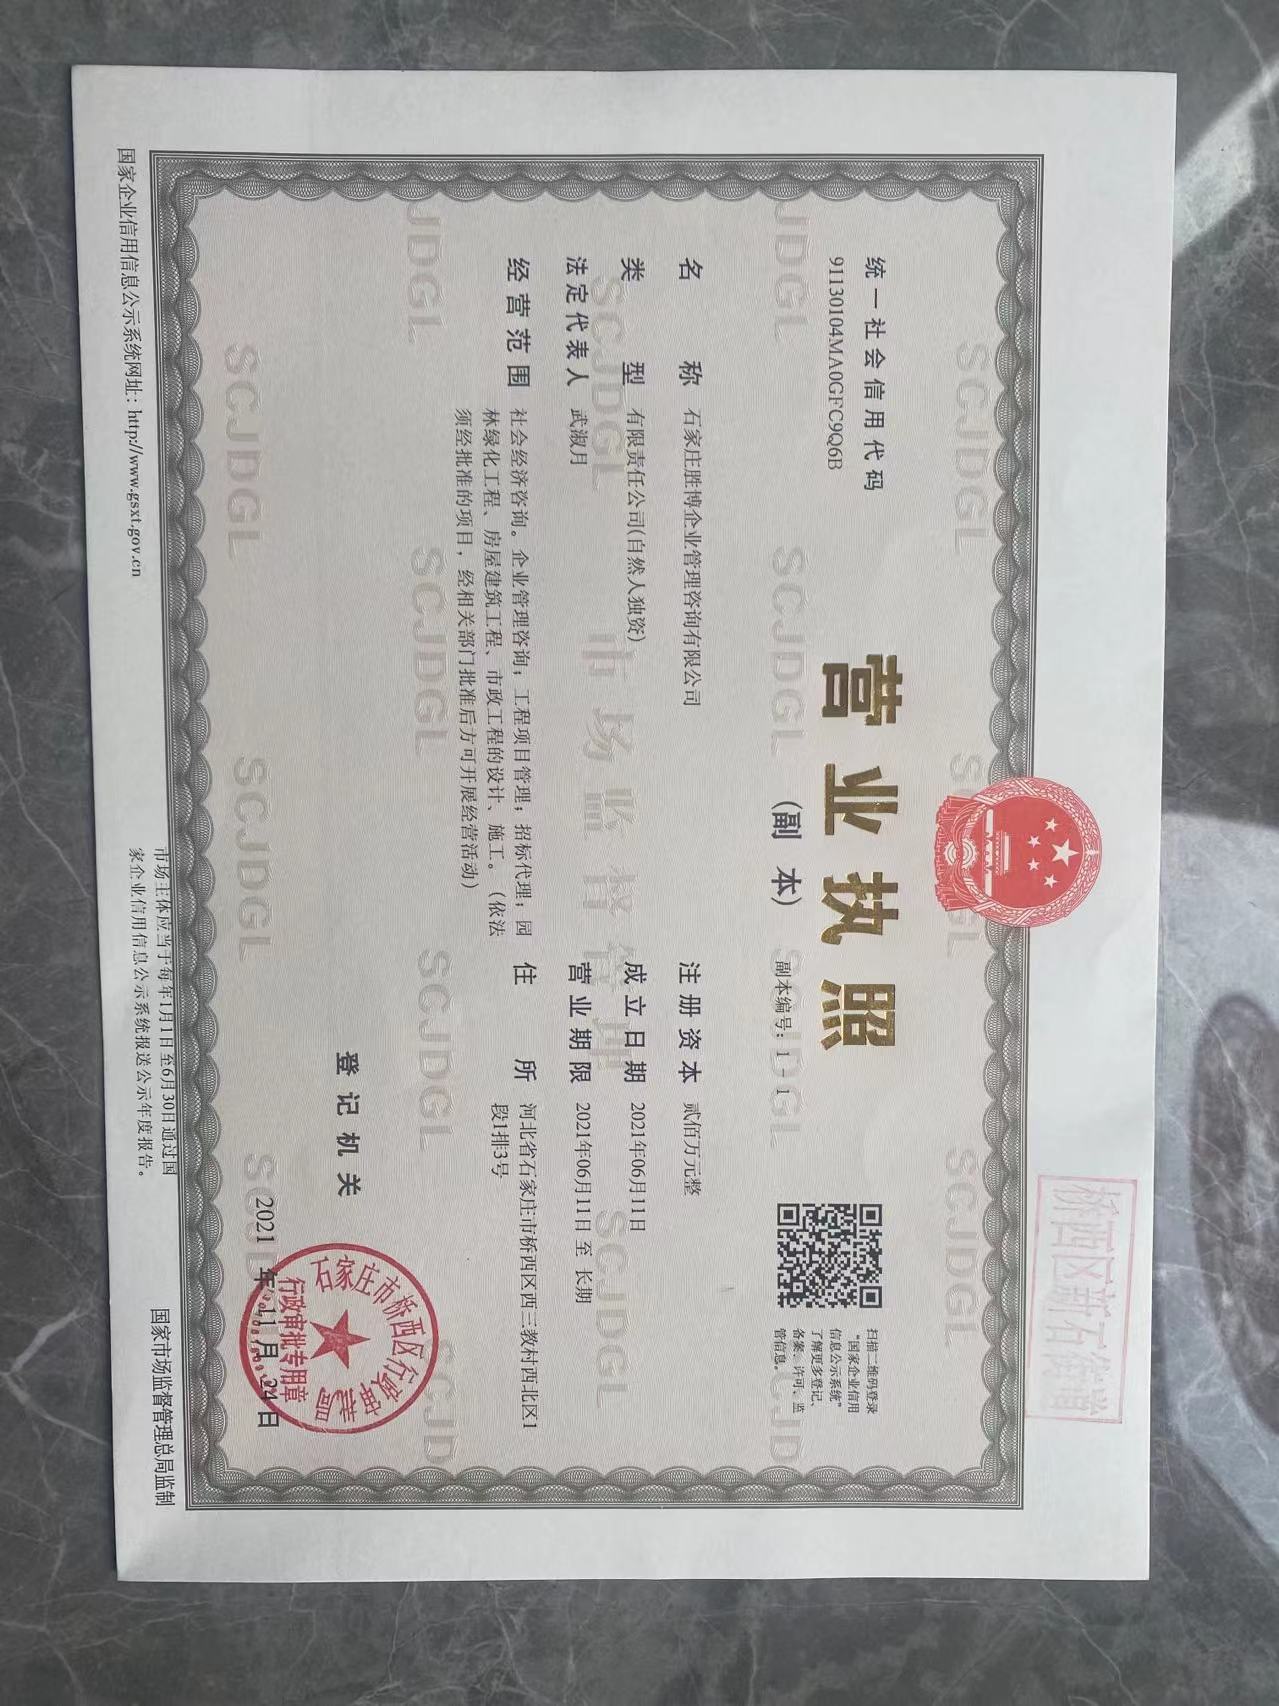 桥西区新石街道
营业执照
(副 本)
副本编号：1－1
统一社会信用代码
91130104MA0GFC9Q6B
扫描二维码登录
“国家企业信用
信息公示系统”
了解更多登记、
备案、许可、监
管信息。
名 称 石家庄胜博企业管理咨询有限公司
类 型 有限责任公司(自然人独资)
法定代表人 武淑月
经营范围 社会经济咨询。企业管理咨询；工程项目管理；招标代理；园
林绿化工程、房屋建筑工程、市政工程的设计、施工。（依法
须经批准的项目，经相关部门批准后方可开展经营活动）
注册资本 贰佰万元整
成立日期 2021年06月11日
营业期限 2021年06月11日 至 长期
住 所 河北省石家庄市桥西区西三教村西北区1
段1排3号
登记机关
石家庄市桥西区行政审批局
行政审批专用章
2021 年 11 月 24 日
国家企业信用信息公示系统网址：http://www.gsxt.gov.cn
市场主体应当于每年1月1日至6月30日通过国
家企业信用信息公示系统报送公示年度报告。
国家市场监督管理总局监制
市场监督管理
SCJDGL